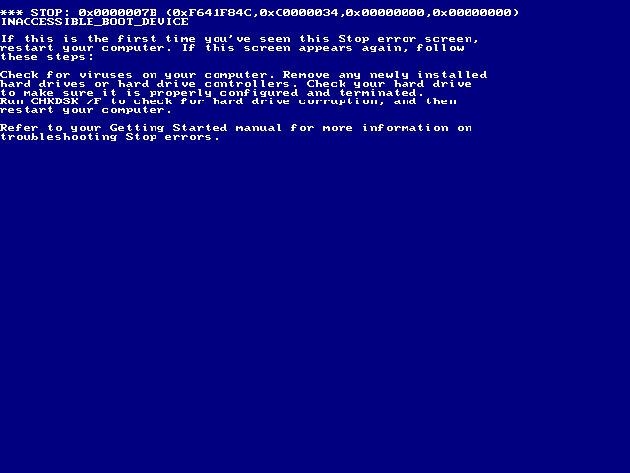 *** STOP: 0x0000007B (0xF641F84C,0xC0000034,0x00000000,0x00000000)
INACCESSIBLE_BOOT_DEVICE
If this is the first time you've seen this Stop error screen,
restart your computer. If this screen appears again, follow
these steps:
Check for viruses on your computer. Remove any newly installed
hard drives or hard drive controllers. Check your hard drive
to make sure it is properly configured and terminated.
Run CHKDSK /F to check for hard drive corruption, and then
restart your computer.
Refer to your Getting Started manual for more information on
troubleshooting Stop errors.